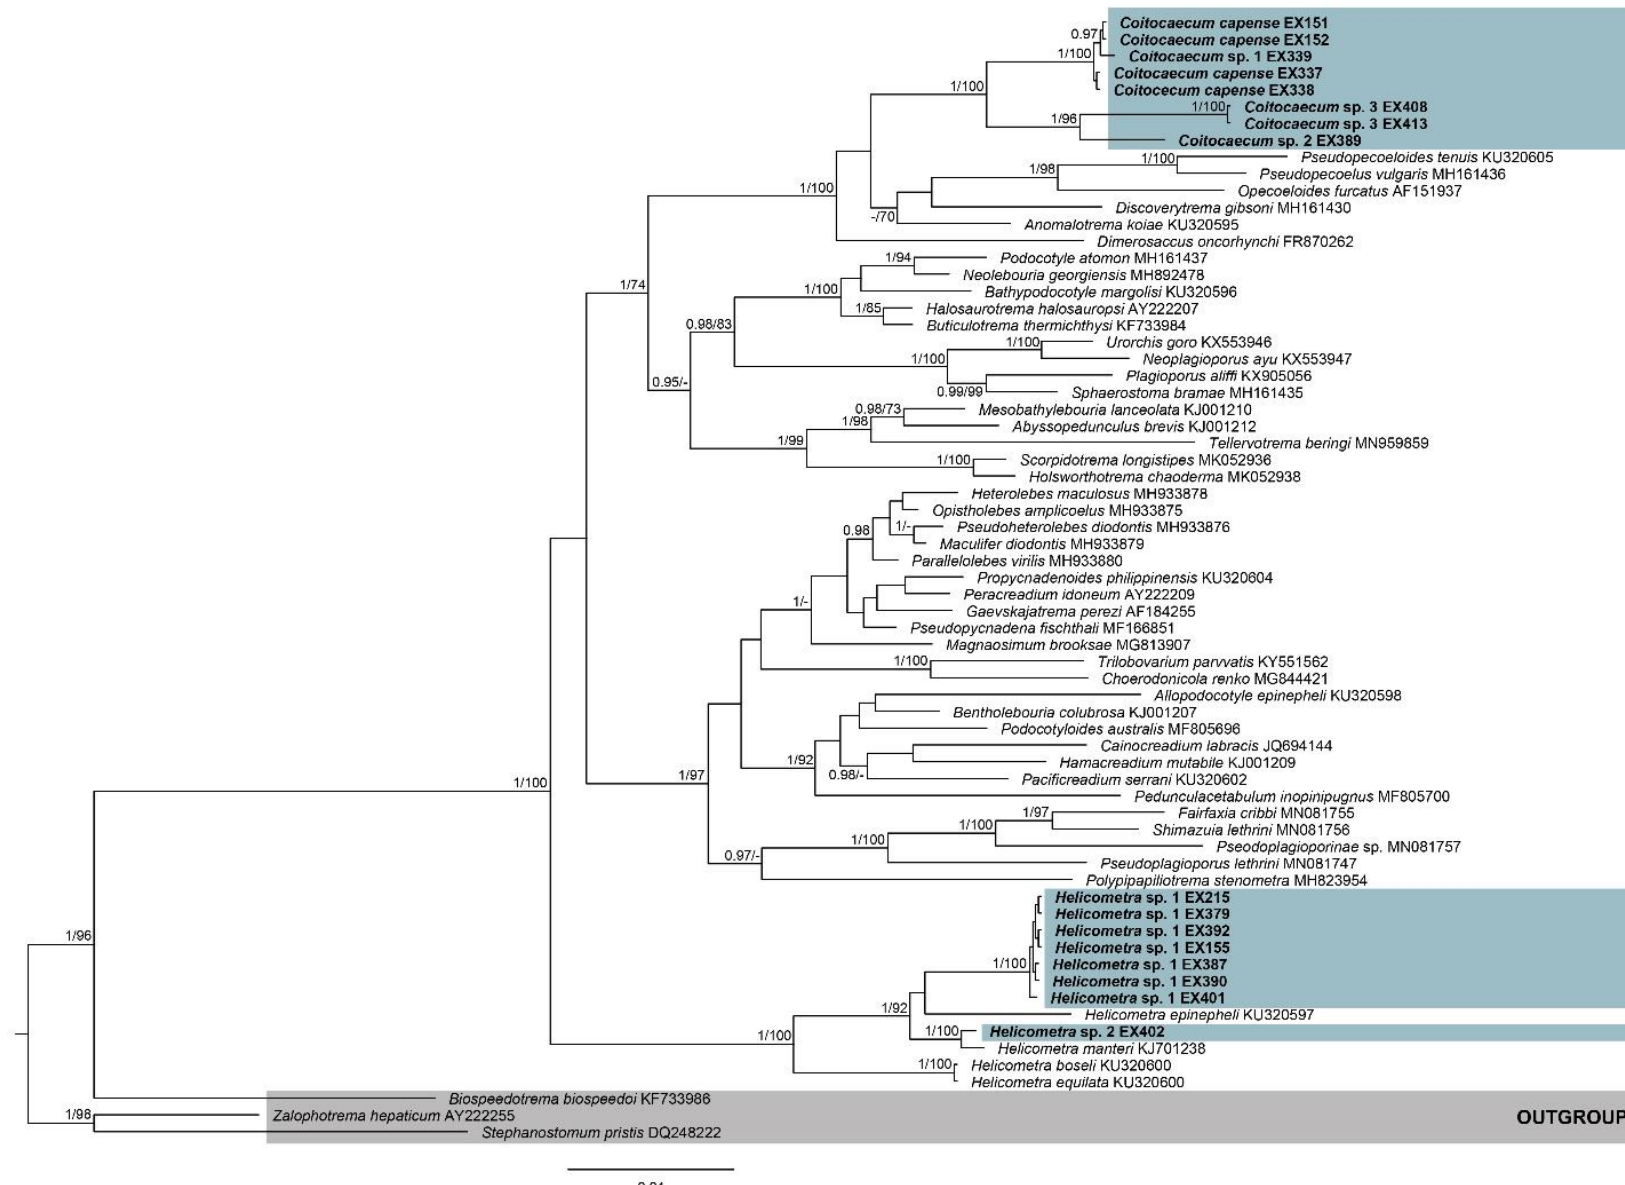 Coitocaecum capense EX151
0.97
Coitocaecum capense EX152
1/100
Coitocaecum sp. 1 EX339
Coitocaecum capense EX337
1/100
Coitocecum capense EX338
1/100
Coitocaecum sp. 3 EX408
1/96
Coitocaecum sp. 3 EX413
Coitocaecum sp. 2 EX389
1/100
Pseudopecoeloides tenuis KU320605
1/98
Pseudopecoelus vulgaris MH161436
1/100
Opecoeloides furcatus AF151937
Discoverytrema gibsoni MH161430
-/70
Anomalotrema koiae KU320595
Dimerosaccus oncorhynchi FR870262
1/94
Podocotyle atomon MH161437
Neolebouria georgiensis MH892478
1/74
1/100
Bathypodocotyle margolisi KU320596
1/85
Halosaurotrema halosauropsi AY222207
0.98/83
Buticulotrema thermichthysi KF733984
1/100
Urorchis goro KX553946
1/100
Neoplagioporus ayu KX553947
0.95/-
Plagioporus aliffi KX905056
0.99/99
Sphaerostoma bramae MH161435
0.98/73
Mesobathylebouria lanceolata KJ001210
1/98
Abyssopedunculus brevis KJ001212
1/99
Tellervotrema beringi MN959859
1/100
Scorpidotrema longistipes MK052936
Holsworthotrema chaoderma MK052938
Heterolebes maculosus MH933878
Opistholebes amplicoelus MH933875
0.98
1/-
Pseudoheterolebes diodontis MH933876
Maculifer diodontis MH933879
Parallelolebes virilis MH933880
Propycnadenoides philippinensis KU320604
Peracreadium idoneum AY222209
1/-
Gaevskajatrema perezi AF184255
Pseudopycnadena fischthali MF166851
Magnaosimum brooksae MG813907
1/100
Trilobovarium parvvatis KY551562
Choerodonicola renko MG844421
Allopodocotyle epinepheli KU320598
Bentholebouria colubrosa KJ001207
Podocotyloides australis MF805696
Cainocreadium labracis JQ694144
1/92
Hamacreadium mutabile KJ001209
1/100
1/97
0.98/-
Pacificreadium serrani KU320602
Pedunculacetabulum inopinipugnus MF805700
1/97
Fairfaxia cribbi MN081755
1/100
Shimazuia lethrini MN081756
1/100
Pseodoplagioporinae sp. MN081757
0.97/-
Pseudoplagioporus lethrini MN081747
Polypipapiliotrema stenometra MH823954
Helicometra sp. 1 EX215
Helicometra sp. 1 EX379
1/96
Helicometra sp. 1 EX392
Helicometra sp. 1 EX155
1/100
Helicometra sp. 1 EX387
Helicometra sp. 1 EX390
Helicometra sp. 1 EX401
1/92
Helicometra epinepheli KU320597
1/100
1/100
Helicometra sp. 2 EX402
Helicometra manteri KJ701238
1/100
Helicometra boseli KU320600
Helicometra equilata KU320600
Biospeedotrema biospeedoi KF733986
1/98
Zalophotrema hepaticum AY222255
OUTGROUP
Stephanostomum pristis DQ248222